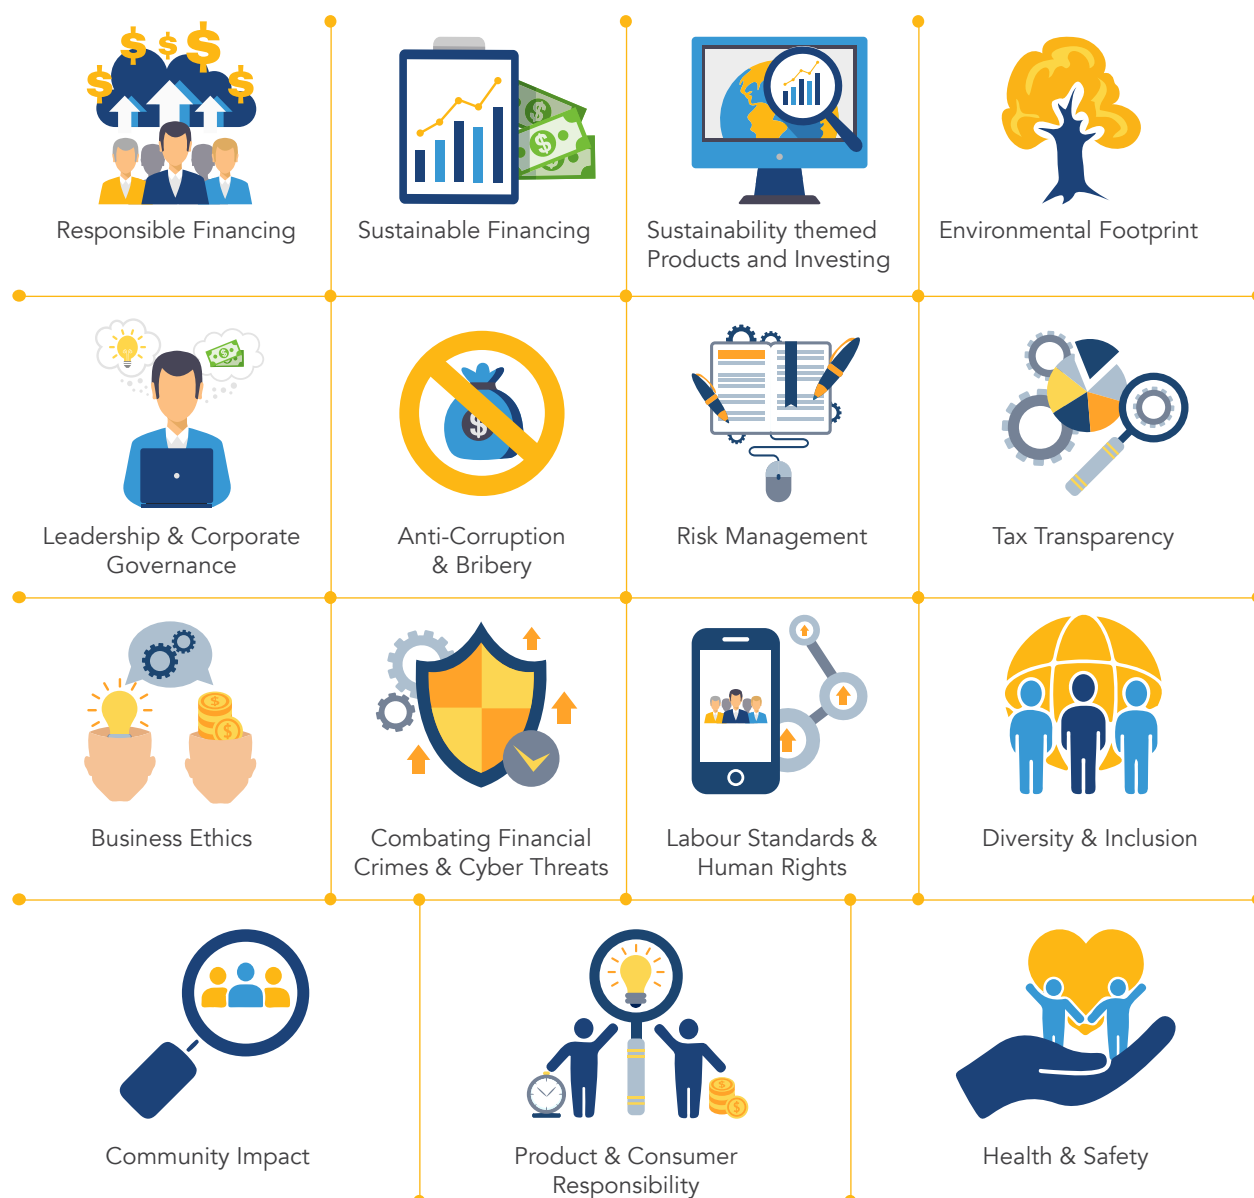 Responsible Financing
Sustainable Financing
Sustainability themed
Products and Investing
Environmental Footprint
Leadership & Corporate
Governance
Anti-Corruption
& Bribery
Risk Management
Tax Transparency
Business Ethics
Combating Financial
Crimes & Cyber Threats
Labour Standards &
Human Rights
Diversity & Inclusion
Community Impact
Product & Consumer
Responsibility
Health & Safety